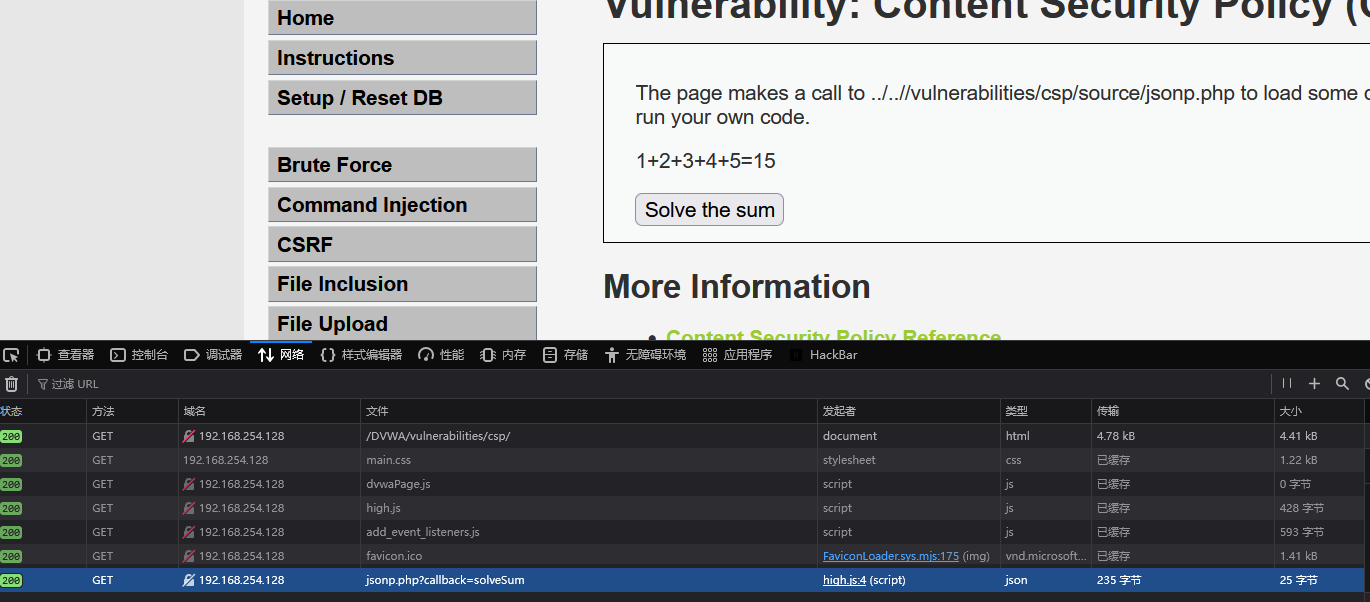 Home
Instructions
Setup / Reset DB
Brute Force
Command Injection
CSRF
File Inclusion
File Upload
Vulnerability: Content Security Policy (
The page makes a call to ../..//vulnerabilities/csp/source/jsonp.php to load some
run your own code.
1+2+3+4+5=15
Solve the sum
More Information
Content Security Policy Reference
查看器 控制台 调试器 网络 {} 样式编辑器 性能 内存 存储 无障碍环境 应用程序 HackBar
过滤 URL
状态 方法 域名 文件 发起者 类型 传输 大小
200 GET 192.168.254.128 /DVWA/vulnerabilities/csp/ document html 4.78 kB 4.41 kB
200 GET 192.168.254.128 main.css stylesheet css 已缓存 1.22 kB
200 GET 192.168.254.128 dvwaPage.js script js 已缓存 0 字节
200 GET 192.168.254.128 high.js script js 已缓存 428 字节
200 GET 192.168.254.128 add_event_listeners.js script js 已缓存 593 字节
200 GET 192.168.254.128 favicon.ico FaviconLoader.sys.mjs:175 (img) vnd.microsoft... 已缓存 1.41 kB
200 GET 192.168.254.128 jsonp.php?callback=solveSum high.js:4 (script) json 235 字节 25 字节